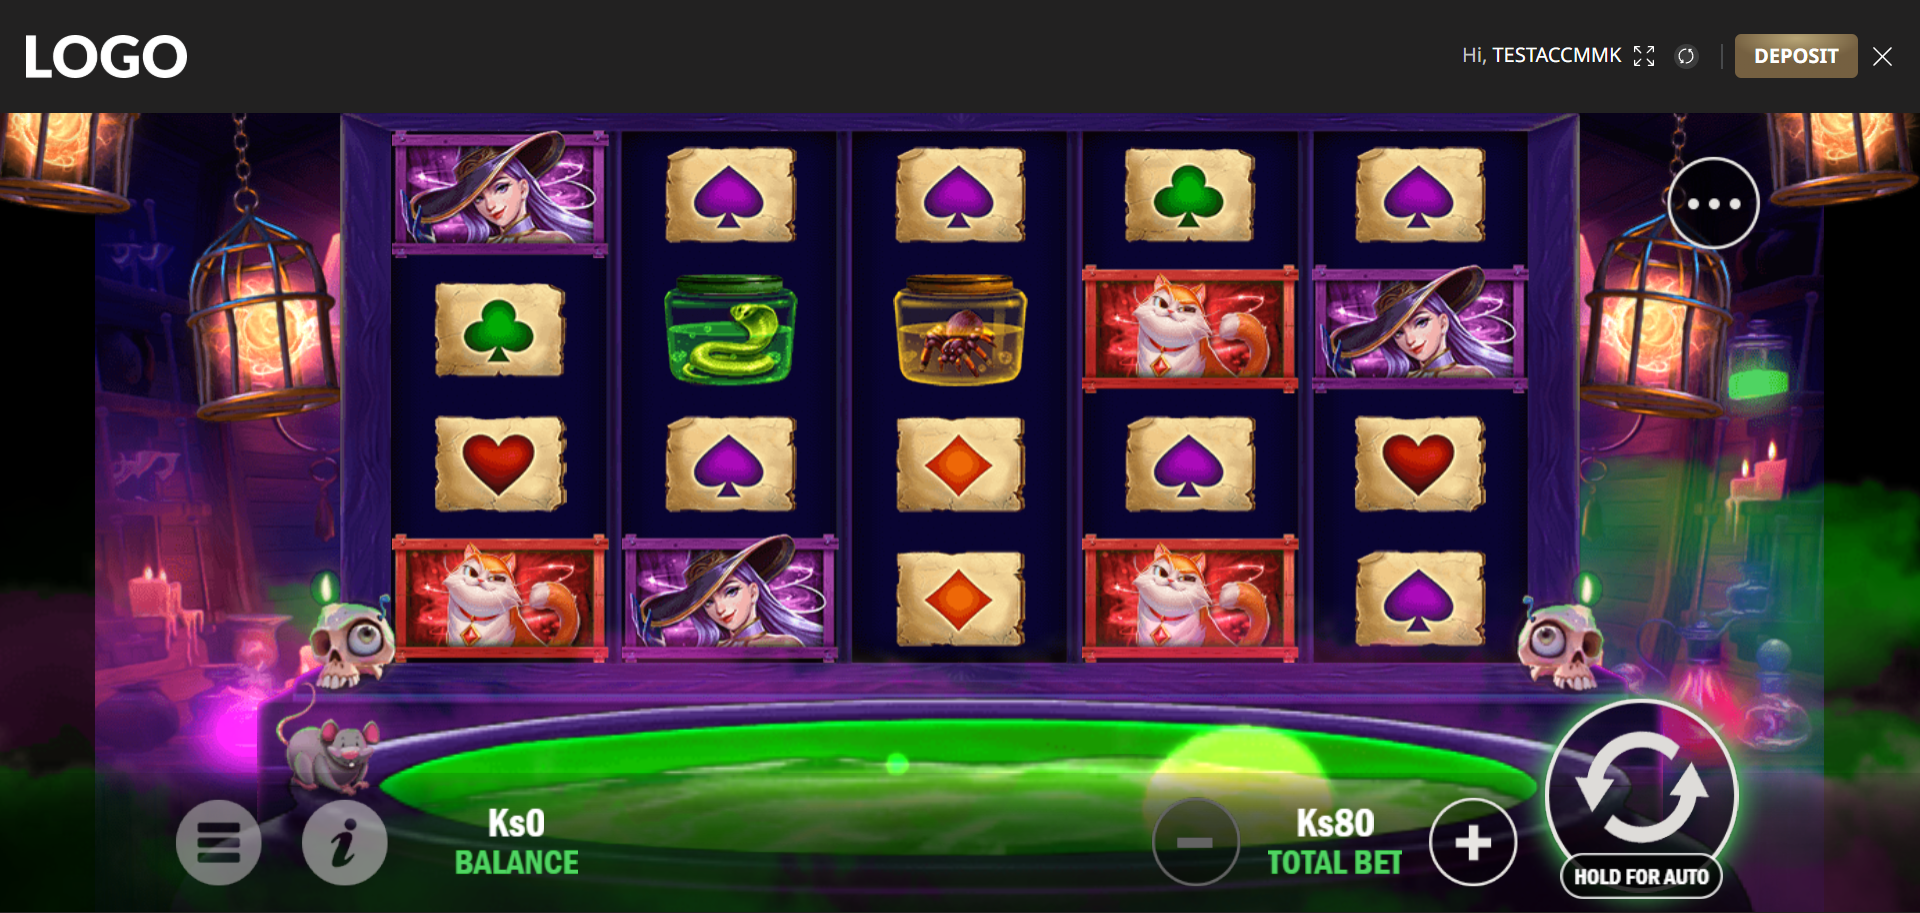 LOGO
Hi, TESTACCMMK
DEPOSIT
Ks0
BALANCE
Ks80
TOTAL BET
HOLD FOR AUTO